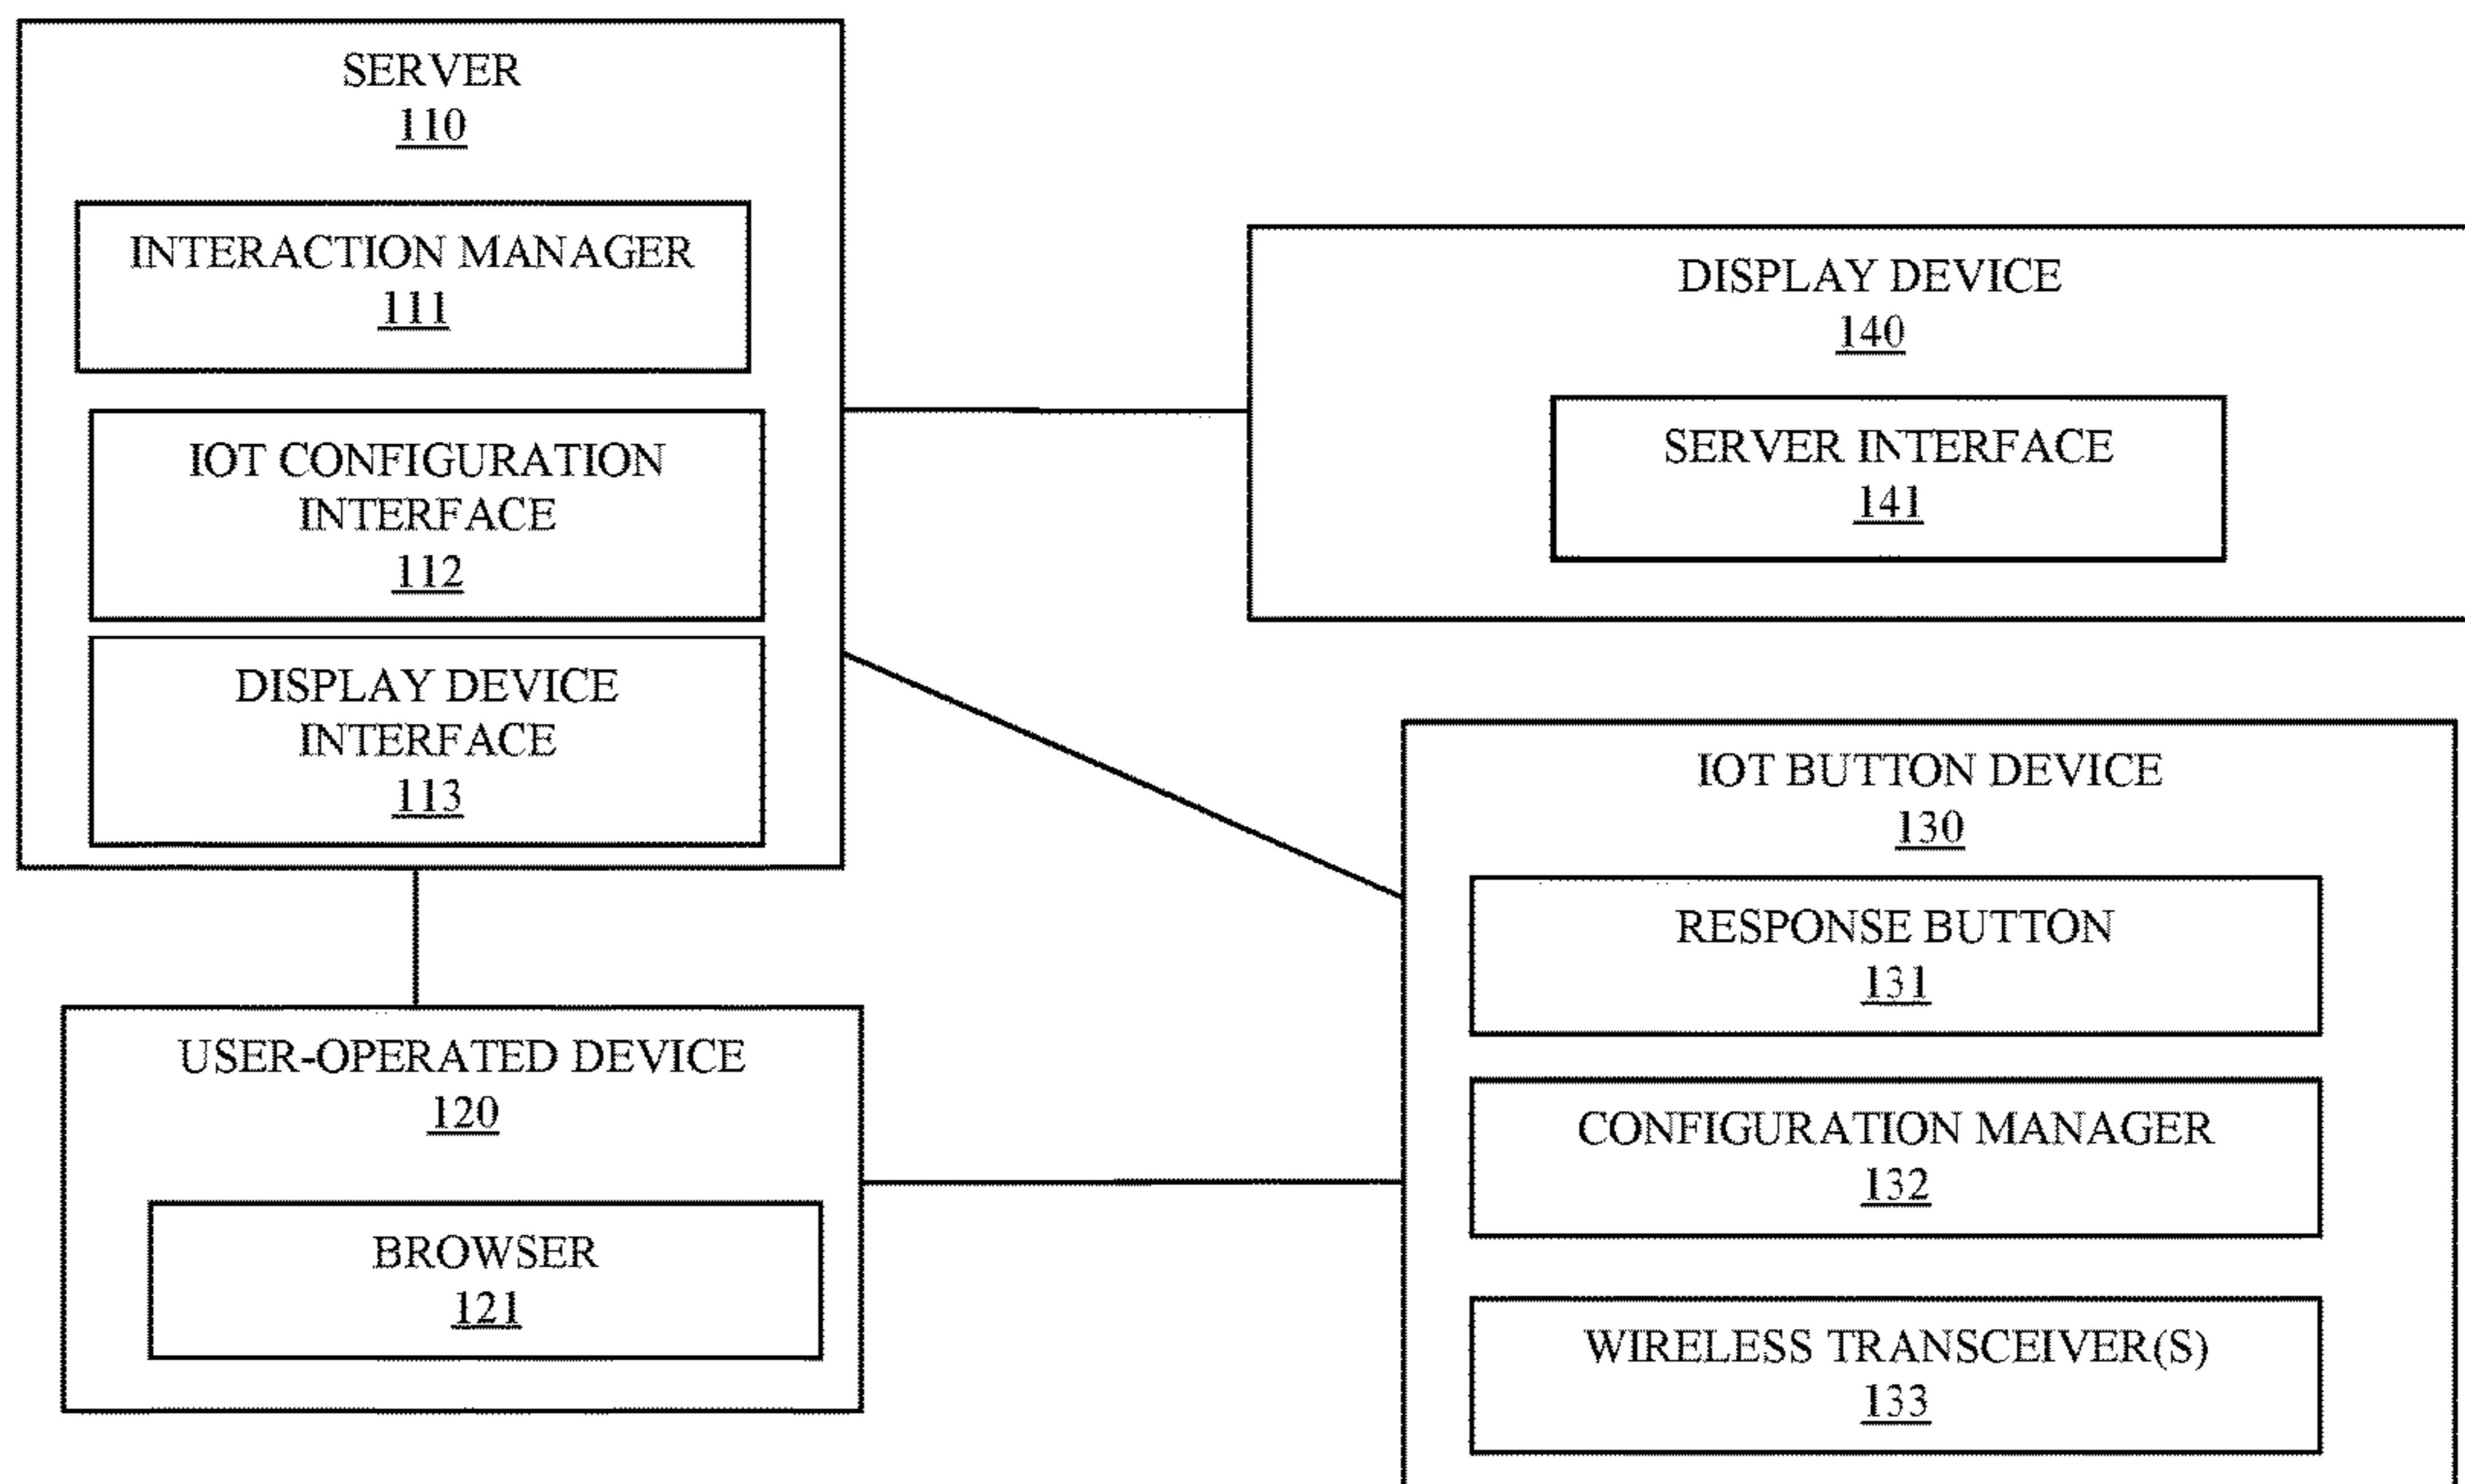 SERVER
110
INTERACTION MANAGER
111
IOT CONFIGURATION
INTERFACE
112
DISPLAY DEVICE
INTERFACE
113
DISPLAY DEVICE
140
SERVER INTERFACE
141
USER-OPERATED DEVICE
120
BROWSER
121
IOT BUTTON DEVICE
130
RESPONSE BUTTON
131
CONFIGURATION MANAGER
132
WIRELESS TRANSCEIVER(S)
133